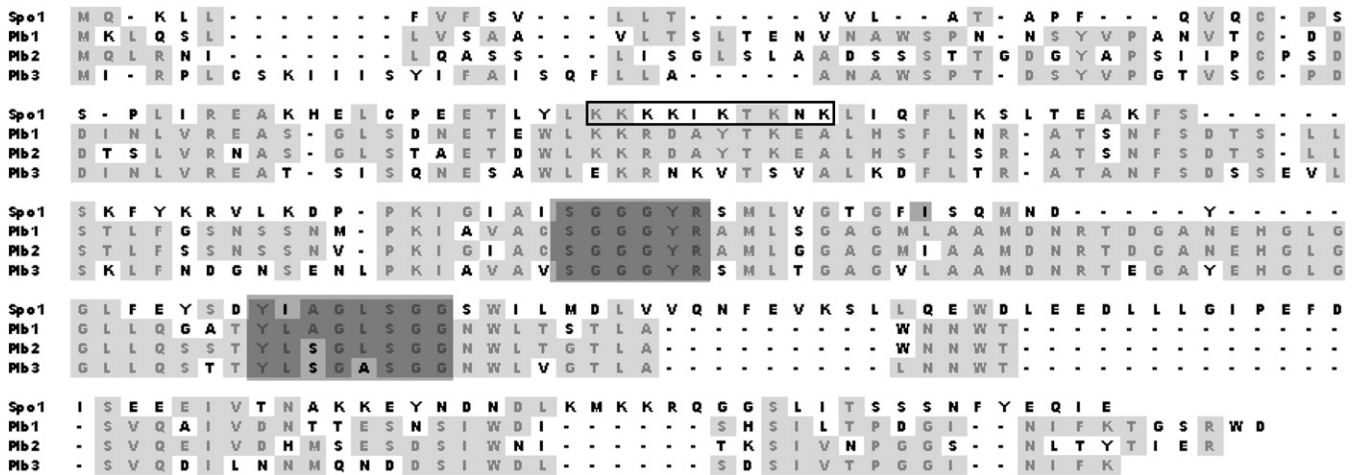 Spo1 M Q - K L L - - - - - - - F V F S V - - - L L T - - - - - V V L - - A T - A P F - - - Q V Q C - P S
Plb1 M K L Q S L - - - - - - - L V S A A - - - V L T S L T E N V N A W S P N - N S Y V P A N V T C - D D
Plb2 M Q L R N I - - - - - - - L Q A S S - - - L I S G L S L A A D S S S T T G D G Y A P S I I P C P S D
Plb3 M I - R P L C S K I I I S Y I F A I S Q F L L A - - - - - A N A W S P T - D S Y V P G T V S C - P D
Spo1 S - P L I R E A K H E L C P E E T L Y L K K K K I K T K N K L I Q F L K S L T E A K F S - - - - - -
Plb1 D I N L V R E A S - G L S D N E T E W L K K R D A Y T K E A L H S F L N R - A T S N F S D T S - L L
Plb2 D T S L V R N A S - G L S T A E T D W L K K R D A Y T K E A L H S F L S R - A T S N F S D T S - L L
Plb3 D I N L V R E A T - S I S Q N E S A W L E K R N K V T S V A L K D F L T R - A T A N F S D S S E V L
Spo1 S K F Y K R V L K D P - P K I G I A I S G G G Y R S M L V G T G F I S Q M N D - - - - - Y - - - - -
Plb1 S T L F G S N S S N M - P K I A V A C S G G G Y R A M L S G A G M L A A M D N R T D G A N E H G L G
Plb2 S T L F S S N S S N V - P K I G I A C S G G G Y R A M L G G A G M I A A M D N R T D G A N E H G L G
Plb3 S K L F N D G N S E N L P K I A V A V S G G G Y R S M L T G A G V L A A M D N R T E G A Y E H G L G
Spo1 G L F E Y S D Y I A G L S G G S W I L M D L V V Q N F E V K S L L Q E W D L E E D L L L G I P E F D
Plb1 G L L Q G A T Y L A G L S G G N W L T S T L A - - - - - - - - - W N N W T - - - - - - - - - - - - -
Plb2 G L L Q S S T Y L S G L S G G N W L T G T L A - - - - - - - - - W N N W T - - - - - - - - - - - - -
Plb3 G L L Q S T T Y L S G A S G G N W L V G T L A - - - - - - - - - L N N W T - - - - - - - - - - - - -
Spo1 I S E E E I V T N A K K E Y N D N D L K M K K R Q G G S L I T S S S N F Y E Q I E
Plb1 - S V Q A I V D N T T E S N S I W D I - - - - - - S H S I L T P D G I - - N I F K T G S R W D
Plb2 - S V Q E I V D H M S E S D S I W N I - - - - - - T K S I V N P G G S - - N L T Y T I E R
Plb3 - S V Q D I L N N M Q N D D S I W D L - - - - - - S D S I V T P G G I - - N I F K